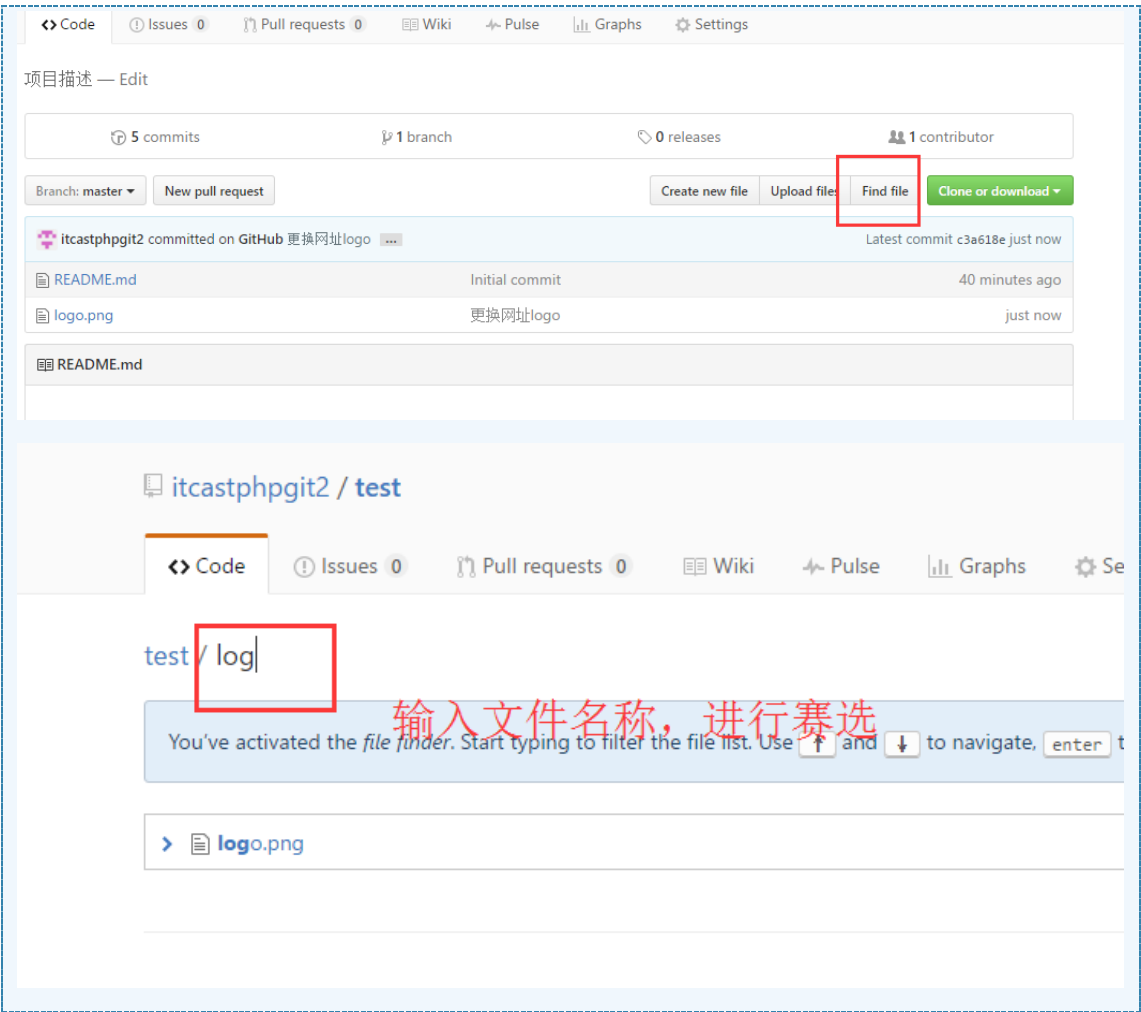 Code Issues 0 Pull requests 0 Wiki Pulse Graphs Settings
项目描述 — Edit
5 commits 1 branch 0 releases 1 contributor
Branch: master New pull request Create new file Upload files Find file Clone or download
itcastphpgit2 committed on GitHub 更换网址logo ... Latest commit c3a618e just now
README.md Initial commit 40 minutes ago
logo.png 更换网址logo just now
README.md
itcastphpgit2 / test
Code Issues 0 Pull requests 0 Wiki Pulse Graphs Se
test / log
输入文件名称，进行赛选
You've activated the file finder. Start typing to filter the file list. Use ↑ and ↓ to navigate, enter t
logo.png